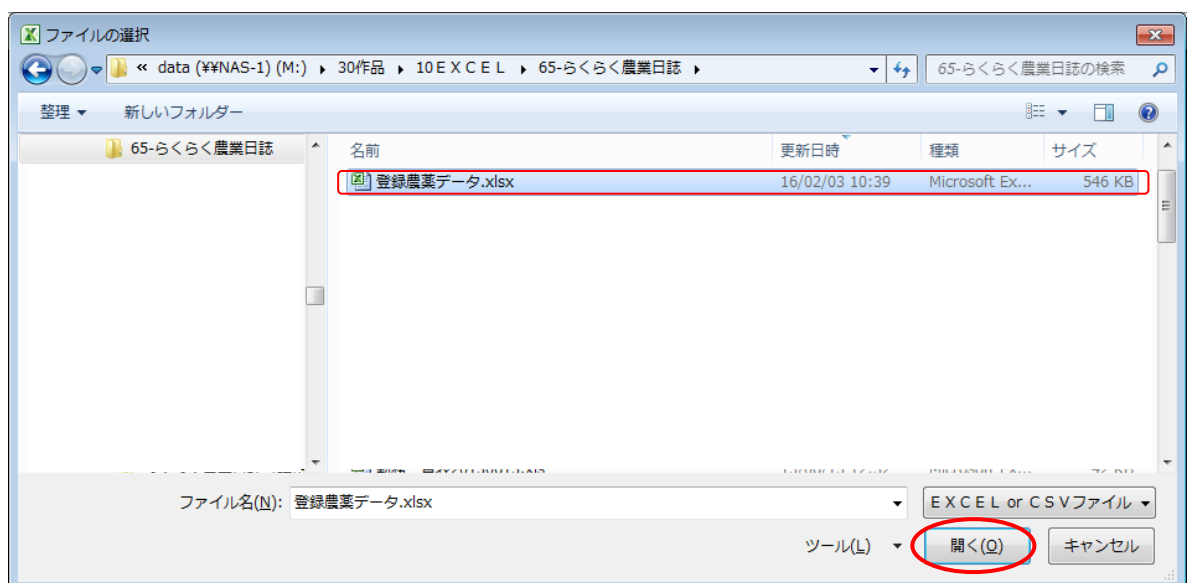 ファイルの選択
« data (¥¥NAS-1) (M:) ▸ 30作品 ▸ 10ＥＸＣＥＬ ▸ 65-らくらく農業日誌 ▸
65-らくらく農業日誌の検索
整理 ▼ 新しいフォルダー
65-らくらく農業日誌
名前 更新日時 種類 サイズ
登録農薬データ.xlsx 16/02/03 10:39 Microsoft Ex... 546 KB
ファイル名(N): 登録農薬データ.xlsx
ＥＸＣＥＬ or ＣＳＶファイル
ツール(L) 開く(O) キャンセル